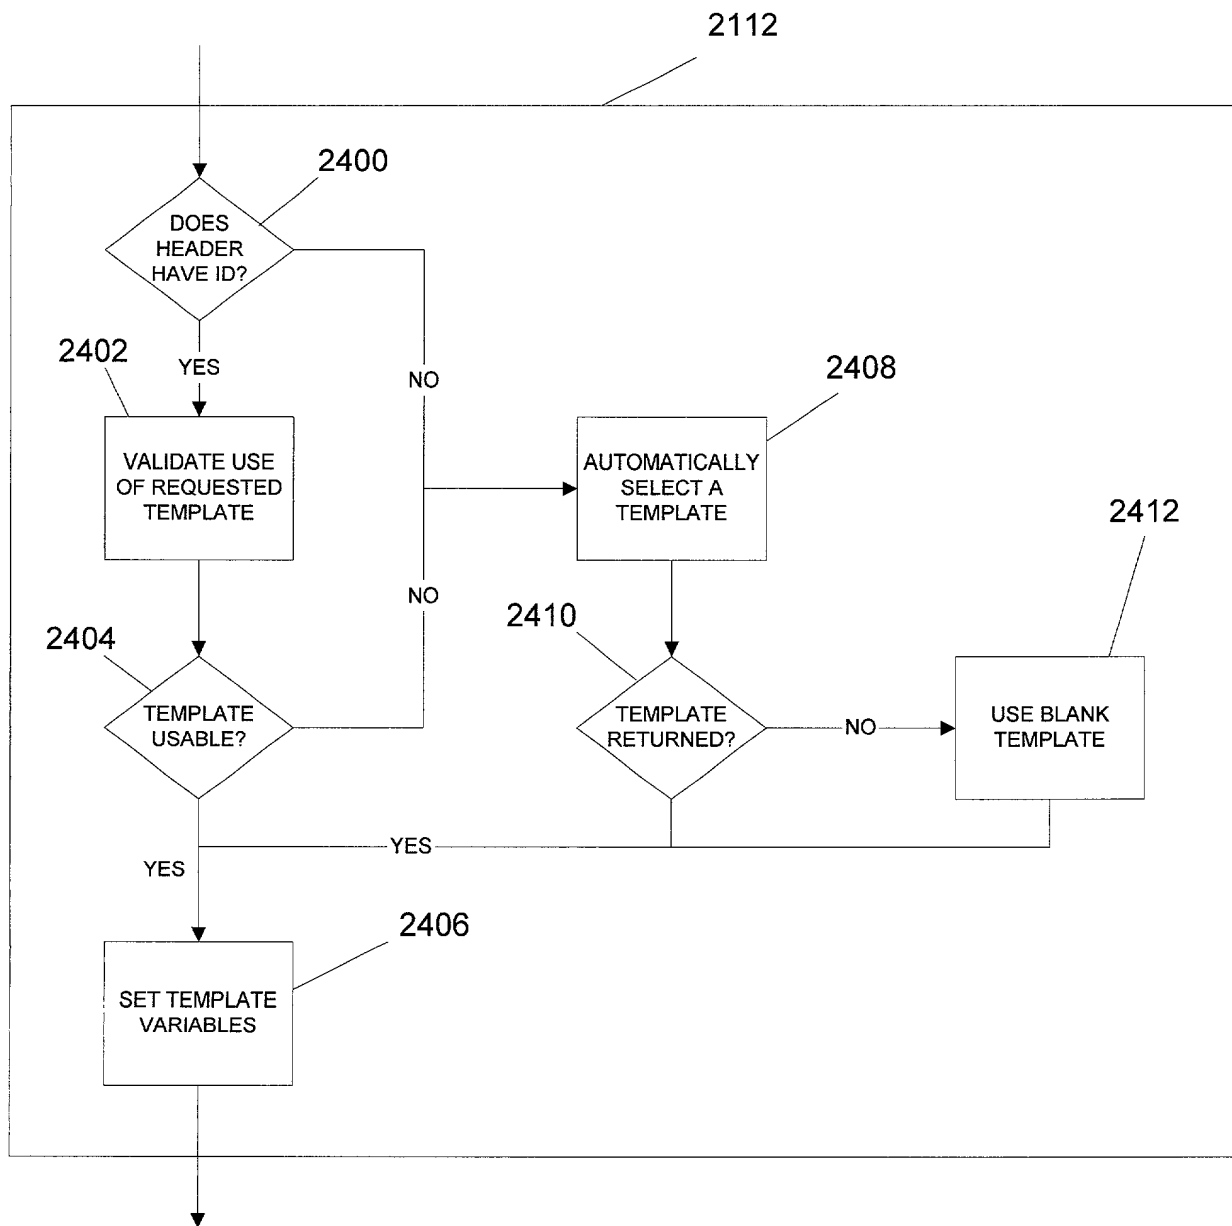 2112
2400
DOES
HEADER
HAVE ID?
YES
NO
2402
VALIDATE USE
OF REQUESTED
TEMPLATE
2408
AUTOMATICALLY
SELECT A
TEMPLATE
NO
2404
TEMPLATE
USABLE?
2410
TEMPLATE
RETURNED?
NO
2412
USE BLANK
TEMPLATE
YES
YES
2406
SET TEMPLATE
VARIABLES